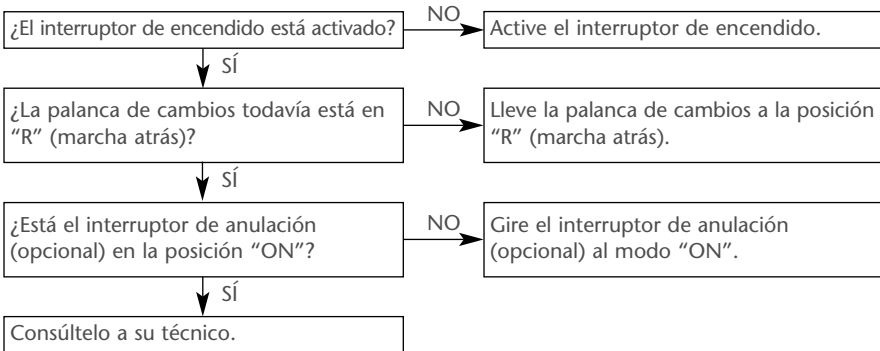 ¿El interruptor de encendido está activado?
NO
Active el interruptor de encendido.
SÍ
¿La palanca de cambios todavía está en
“R” (marcha atrás)?
NO
Lleve la palanca de cambios a la posición
“R” (marcha atrás).
SÍ
¿Está el interruptor de anulación
(opcional) en la posición “ON”?
NO
Gire el interruptor de anulación
(opcional) al modo “ON”.
SÍ
Consúltelo a su técnico.